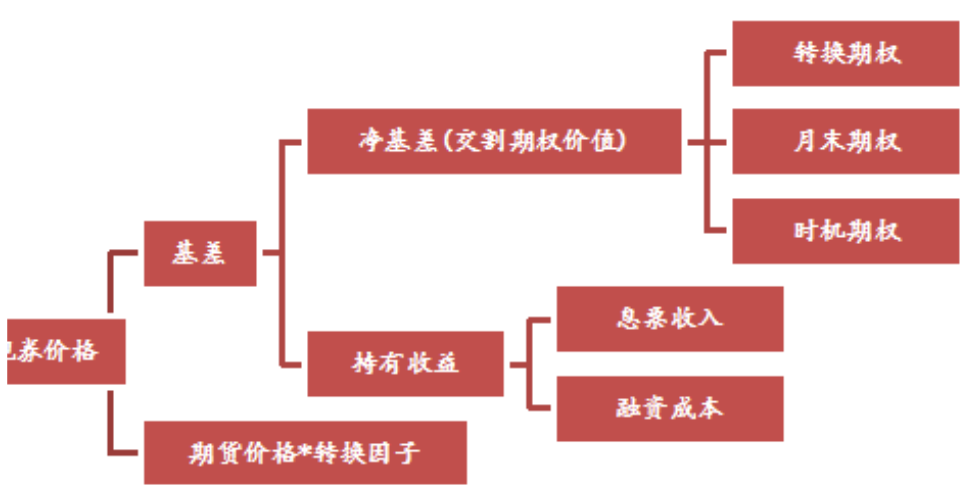 转换期权
净基差(交割期权价值)
月末期权
时机期权
基差
息票收入
券价格
持有收益
融资成本
期货价格*转换因子